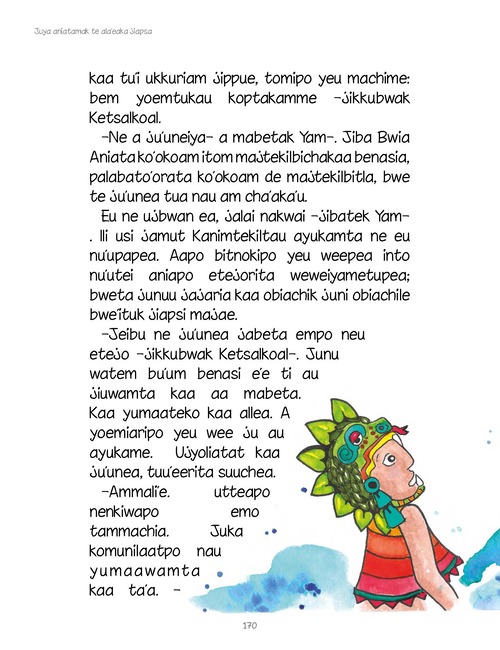 Juya aníatamak te ala'eaka jiapsa
kaa tu'i ukkuriam jippue, tomipo yeu machime:
bem yoemtukau koptakamme –jikkubwak
Ketsalkoal.
–Ne a ju'uneiya– a mabetak Yam–. Jiba Bwia
Aniata ko'okoam itom majtekilbichakaa benasia,
palabato'orata ko'okoam de majtekilbitla, bwe
te ju'unea tua nau am cha'aka'u.
Eu ne ujbwan ea, jalai nakwai –jibatek Yam–
. Ili usi jamut Kanimtekiltau ayukamta ne eu
nu'upapea. Aapo bitnokipo yeu weepea into
nu'utei aniapo etejorita weweiyametupea;
bweta junuu jajaria kaa obiachik juni obiachile
bwe'ituk jiapsi majae.
–Jeibu ne ju'unea jabeta empo neu
etejo –jikkubwak Ketsalkoal–. Junu
watem bu'um benasi e'e ti au
jiuwamta kaa aa mabeta.
Kaa yumaateko kaa allea. A
yoemiaripo yeu wee ju au
ayukame. Ujyoliatat kaa
ju'unea, tuu'eerita suuchea.
–Ammali'e. utteapo
nenkiwapo emo
tammachia. Juka
komunilaatpo nau
yumaawamta
kaa ta'a. –
170